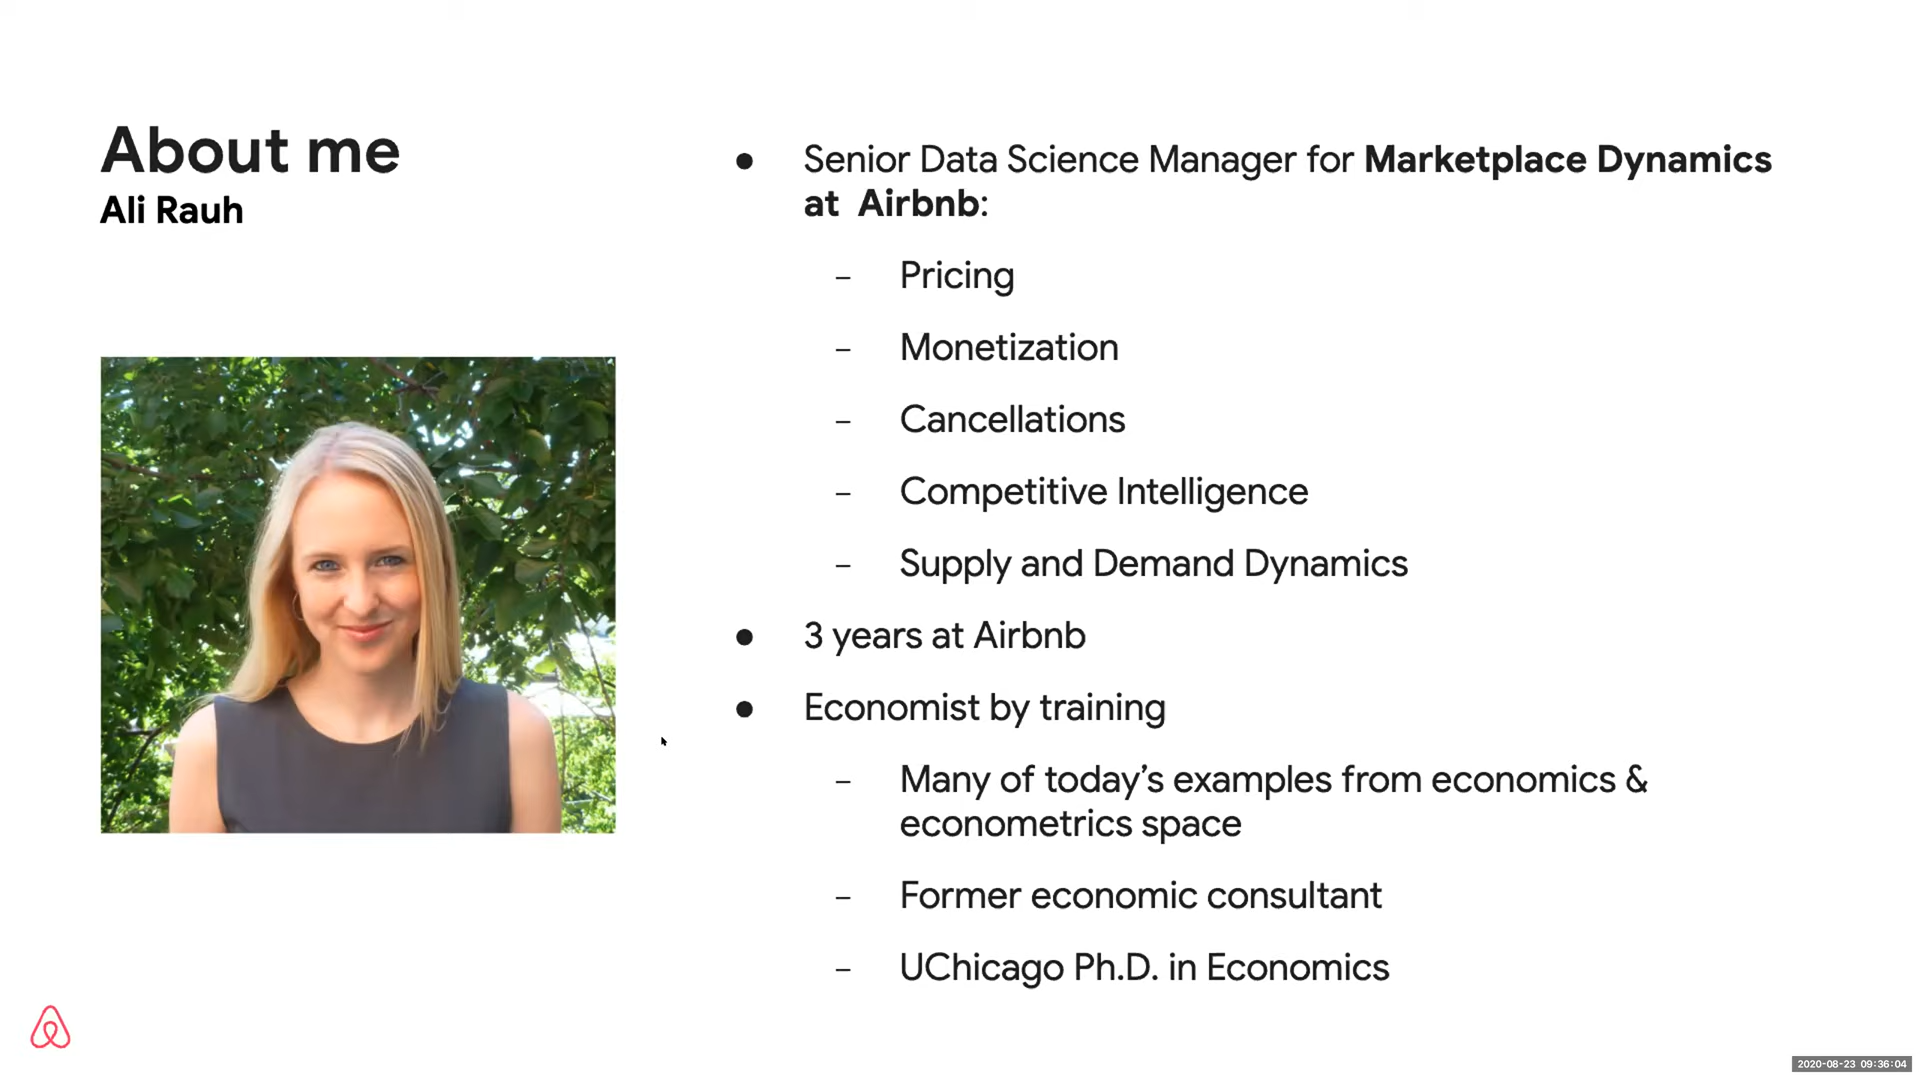 About me
Ali Rauh
● Senior Data Science Manager for Marketplace Dynamics
at Airbnb:
– Pricing
– Monetization
– Cancellations
– Competitive Intelligence
– Supply and Demand Dynamics
● 3 years at Airbnb
● Economist by training
– Many of today’s examples from economics &
econometrics space
– Former economic consultant
– UChicago Ph.D. in Economics
2020-08-23 09:36:04